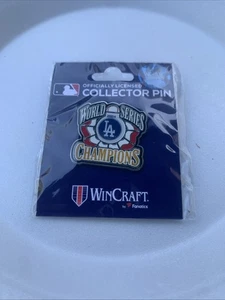 OFFICIALLY LICENSED
COLLECTOR PIN
WORLD SERIES
LA
CHAMPIONS
WINCRAFT
by Fanatics